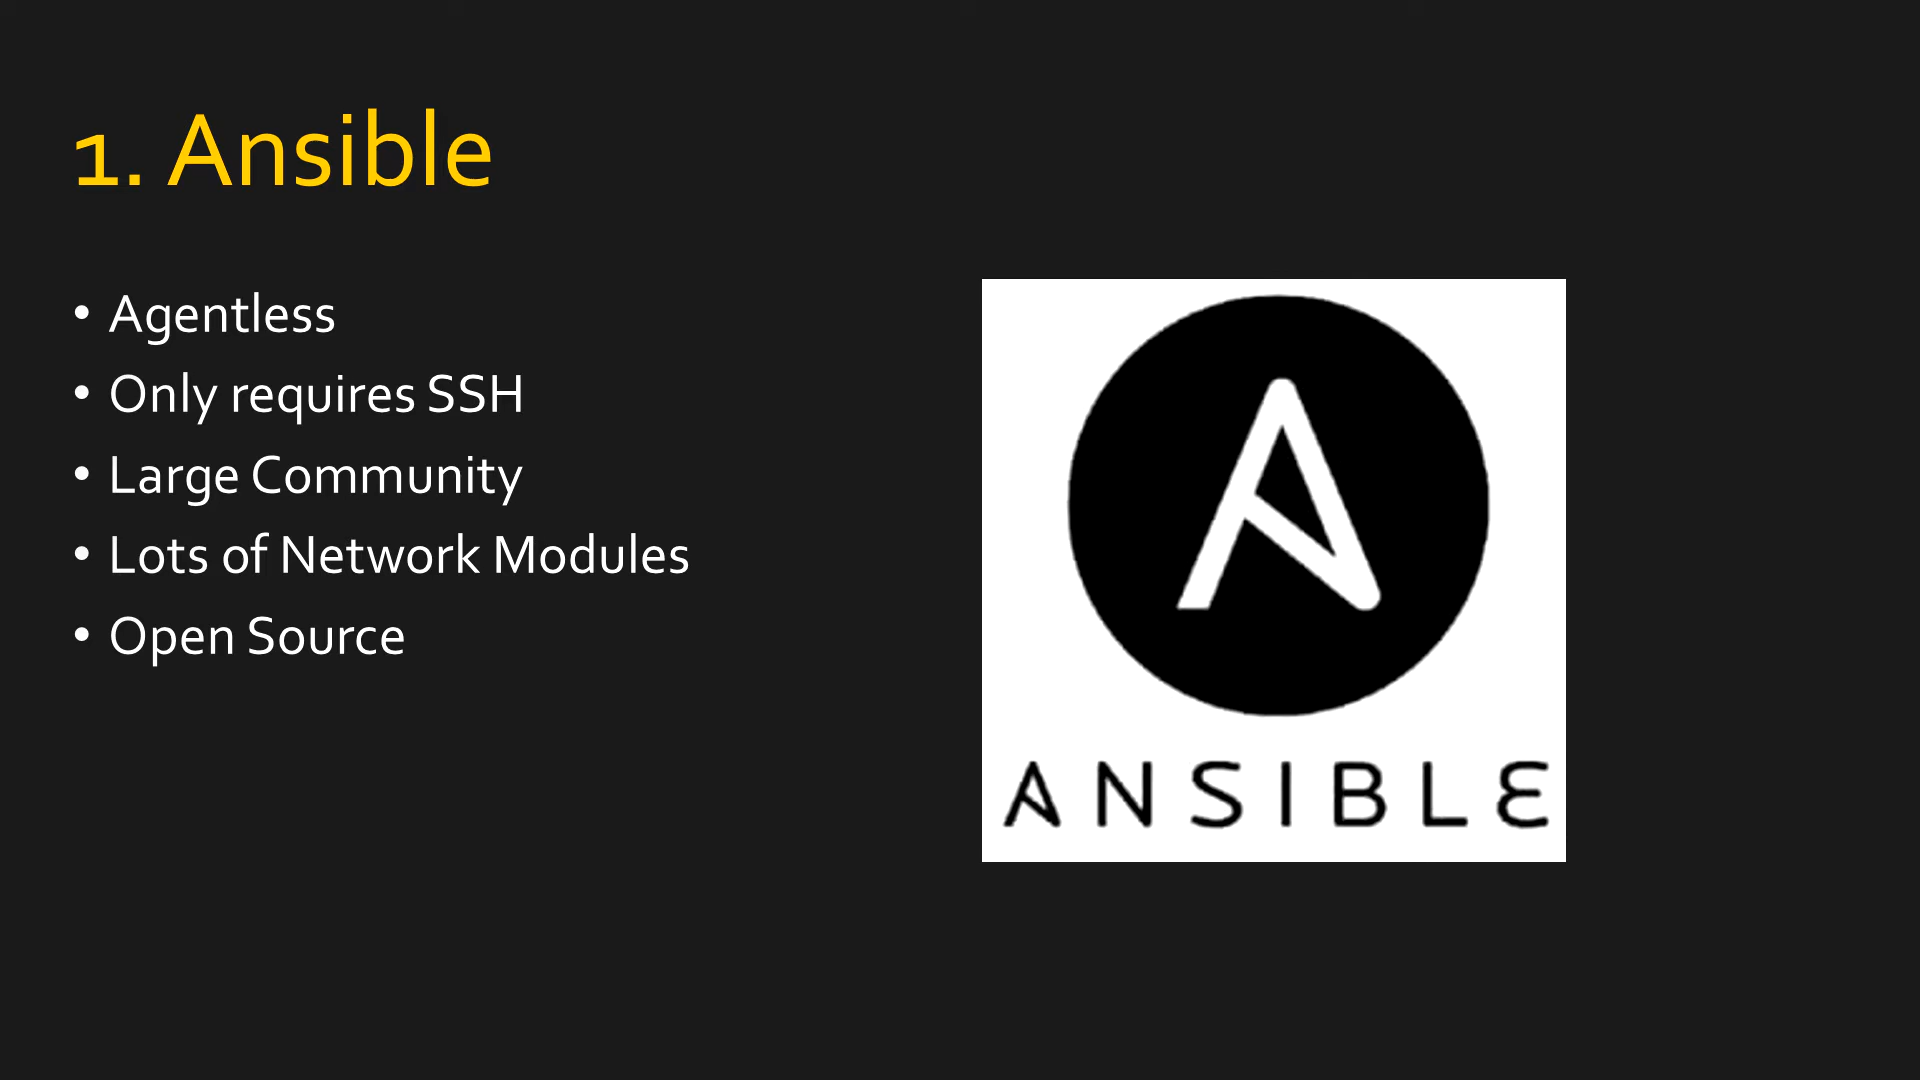 1. Ansible
• Agentless
• Only requires SSH
• Large Community
• Lots of Network Modules
• Open Source
ANSIBLE